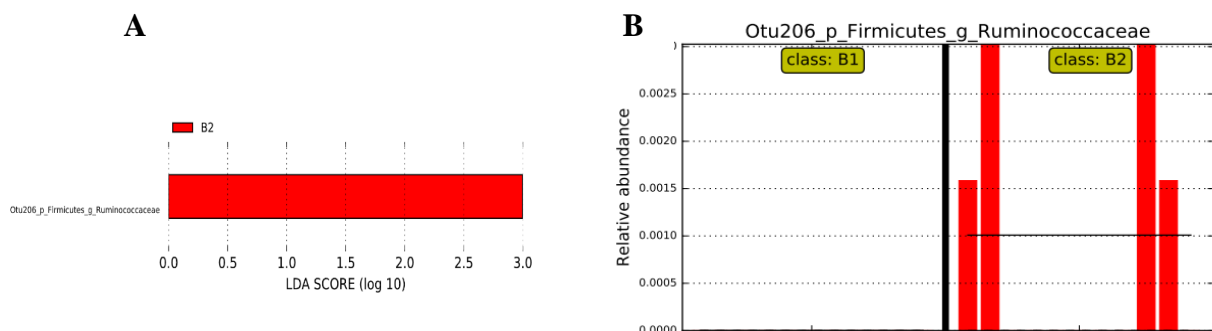 A
B2
Otu206_p_Firmicutes_g_Ruminococcaceae
0.0 0.5 1.0 1.5 2.0 2.5 3.0
LDA SCORE (log 10)
B
Otu206_p_Firmicutes_g_Ruminococcaceae
class: B1 class: B2
0.0025
0.0020
0.0015
0.0010
0.0005
0.0000
Relative abundance